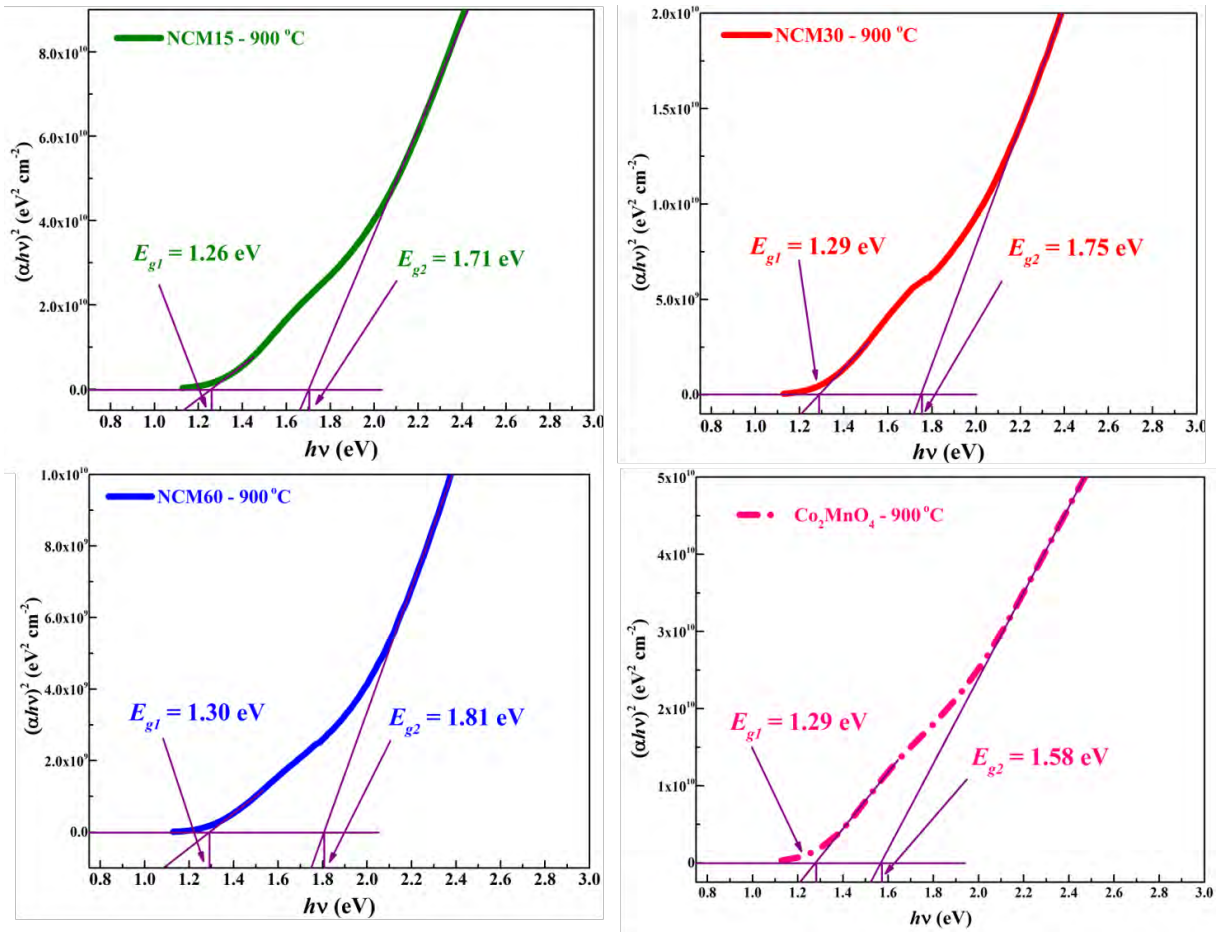 NCM15 - 900 °C
8.0x10¹⁰
6.0x10¹⁰
4.0x10¹⁰
2.0x10¹⁰
0.0
(αhν)² (eV² cm⁻²)
E_g1 = 1.26 eV
E_g2 = 1.71 eV
0.8 1.0 1.2 1.4 1.6 1.8 2.0 2.2 2.4 2.6 2.8 3.0
hν (eV)
NCM30 - 900 °C
2.0x10¹⁰
1.5x10¹⁰
1.0x10¹⁰
5.0x10⁹
0.0
(αhν)² (eV² cm⁻²)
E_g1 = 1.29 eV
E_g2 = 1.75 eV
0.8 1.0 1.2 1.4 1.6 1.8 2.0 2.2 2.4 2.6 2.8 3.0
hν (eV)
NCM60 - 900 °C
1.0x10¹⁰
8.0x10⁹
6.0x10⁹
4.0x10⁹
2.0x10⁹
0.0
(αhν)² (eV² cm⁻²)
E_g1 = 1.30 eV
E_g2 = 1.81 eV
0.8 1.0 1.2 1.4 1.6 1.8 2.0 2.2 2.4 2.6 2.8 3.0
hν (eV)
Co₂MnO₄ - 900 °C
5x10¹⁰
4x10¹⁰
3x10¹⁰
2x10¹⁰
1x10¹⁰
0
(αhν)² (eV² cm⁻²)
E_g1 = 1.29 eV
E_g2 = 1.58 eV
0.8 1.0 1.2 1.4 1.6 1.8 2.0 2.2 2.4 2.6 2.8 3.0
hν (eV)